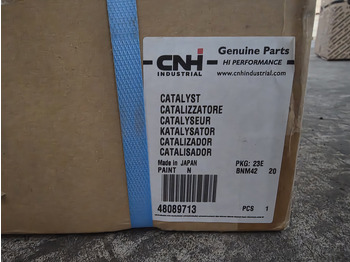 CNH
INDUSTRIAL
Genuine Parts
HI PERFORMANCE
www.cnhindustrial.com
CATALYST
CATALIZZATORE
CATALYSEUR
KATALYSATOR
CATALIZADOR
CATALISADOR
Made in JAPAN PKG: 23E
PAINT N BNM42 20
48089713 PCS 1